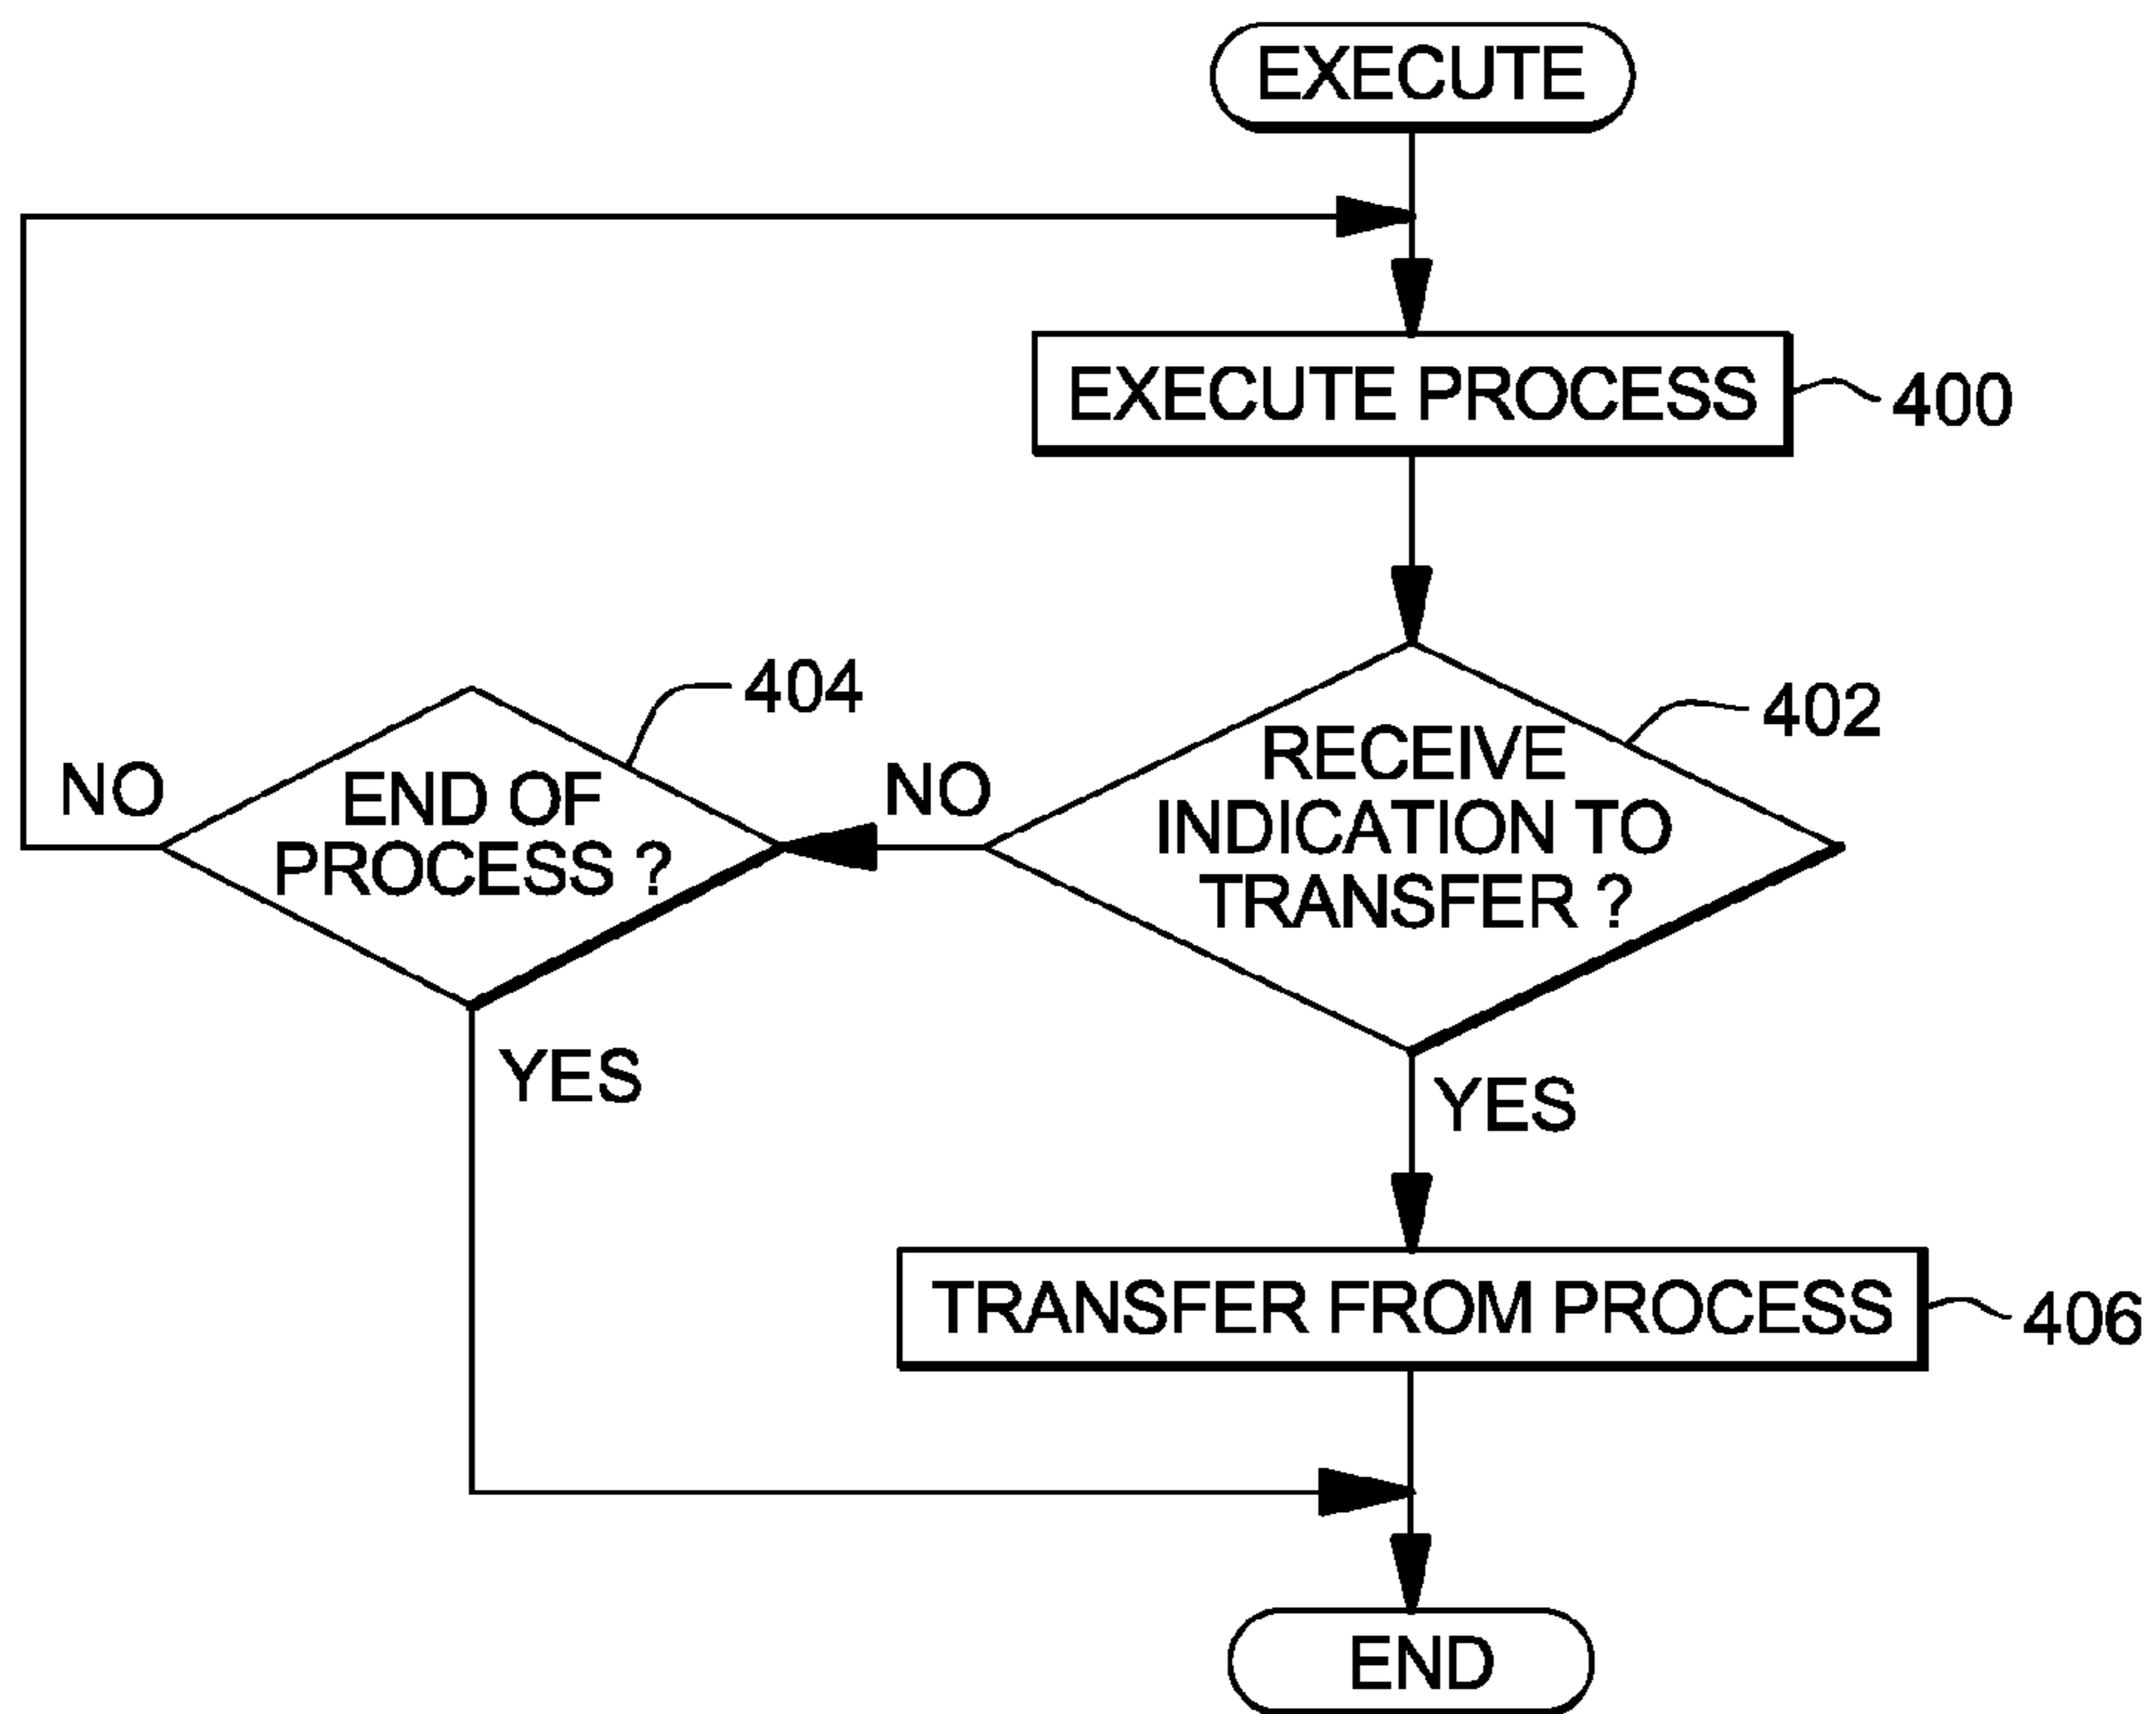 EXECUTE
EXECUTE PROCESS
400
404
402
NO
END OF
PROCESS ?
NO
RECEIVE
INDICATION TO
TRANSFER ?
YES
YES
TRANSFER FROM PROCESS
406
END